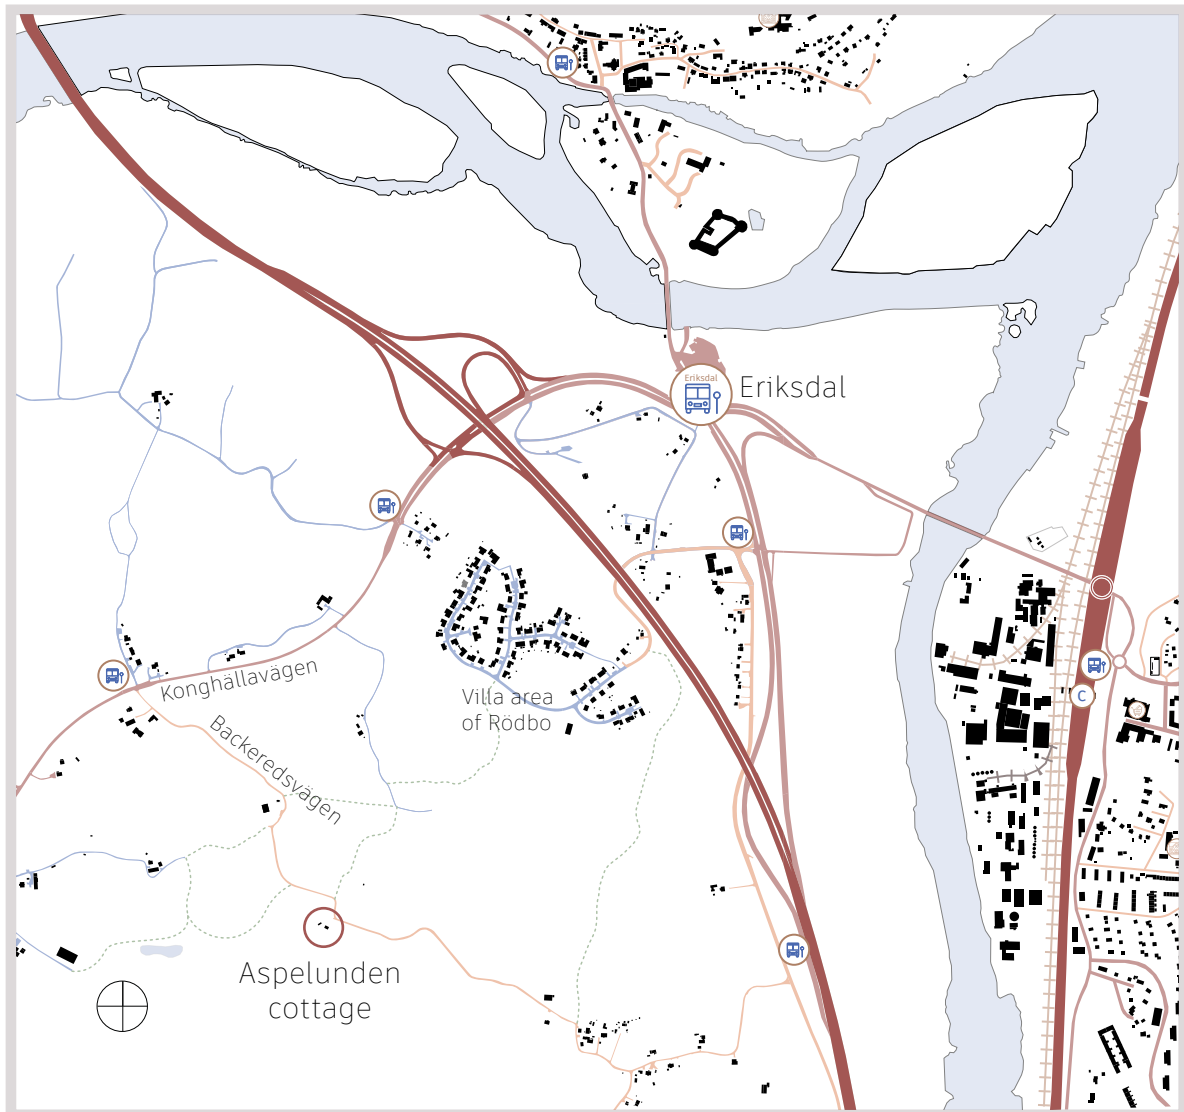 Eriksdal
Eriksdal
Konghällavägen
Villa area
of Rödbo
C
Backeredsvägen
Aspelunden
cottage